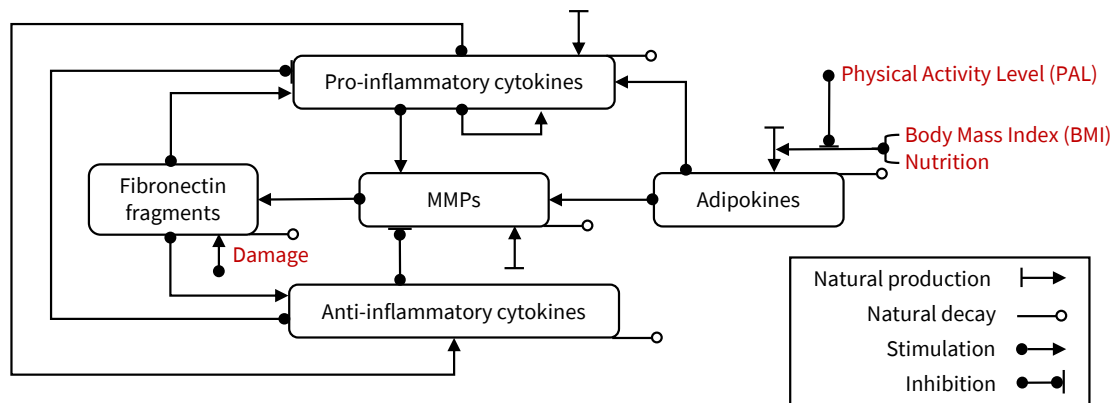 Pro-inflammatory cytokines
Physical Activity Level (PAL)
Body Mass Index (BMI)
Nutrition
Fibronectin
fragments
MMPs
Adipokines
Damage
Anti-inflammatory cytokines
Natural production
Natural decay
Stimulation
Inhibition